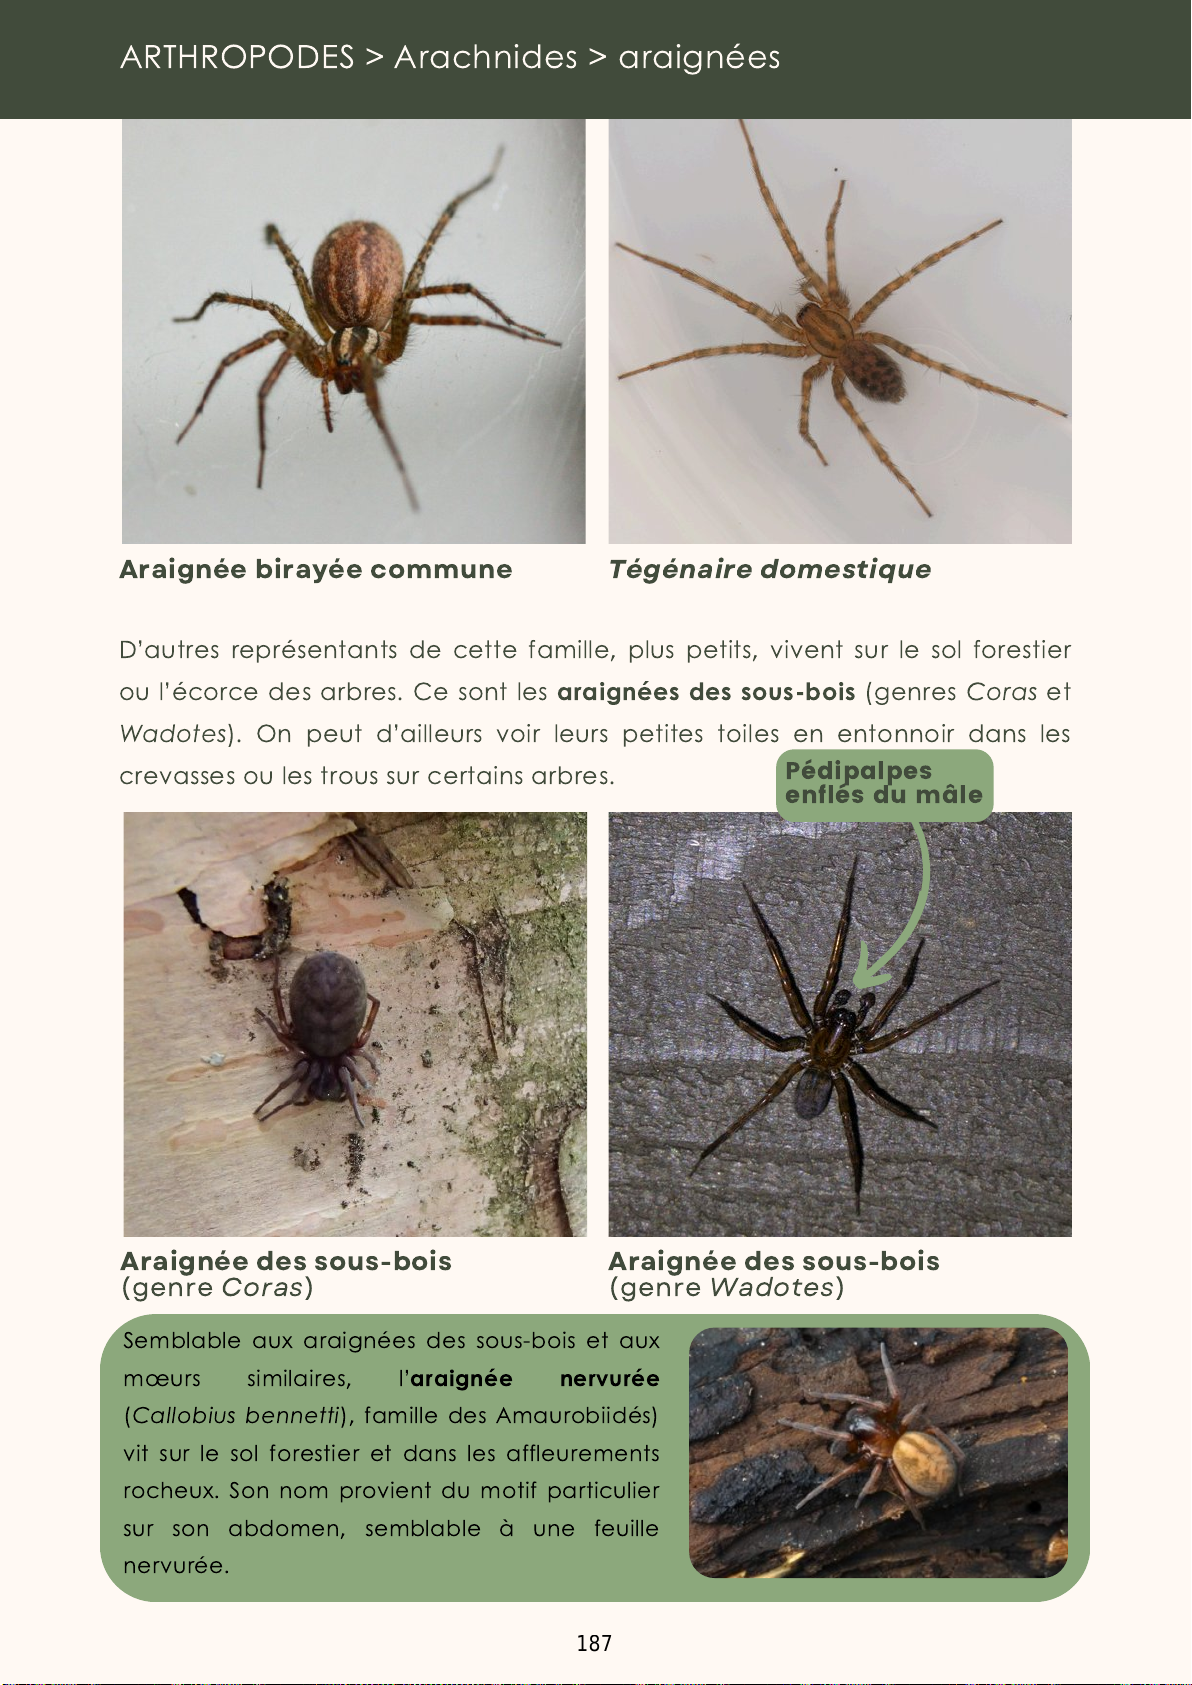 ARTHROPODES > Arachnides > araignées
Araignée birayée commune
Tégénaire domestique
D'autres représentants de cette famille, plus petits, vivent sur le sol forestier
ou l'écorce des arbres. Ce sont les araignées des sous-bois (genres Coras et
Wadotes). On peut d'ailleurs voir leurs petites toiles en entonnoir dans les
crevasses ou les trous sur certains arbres.
Pédipalpes
enflés du mâle
Araignée des sous-bois
(genre Coras)
Araignée des sous-bois
(genre Wadotes)
Semblable aux araignées des sous-bois et aux
mœurs similaires, l'araignée nervurée
(Callobius bennetti), famille des Amaurobiidés)
vit sur le sol forestier et dans les affleurements
rocheux. Son nom provient du motif particulier
sur son abdomen, semblable à une feuille
nervurée.
187